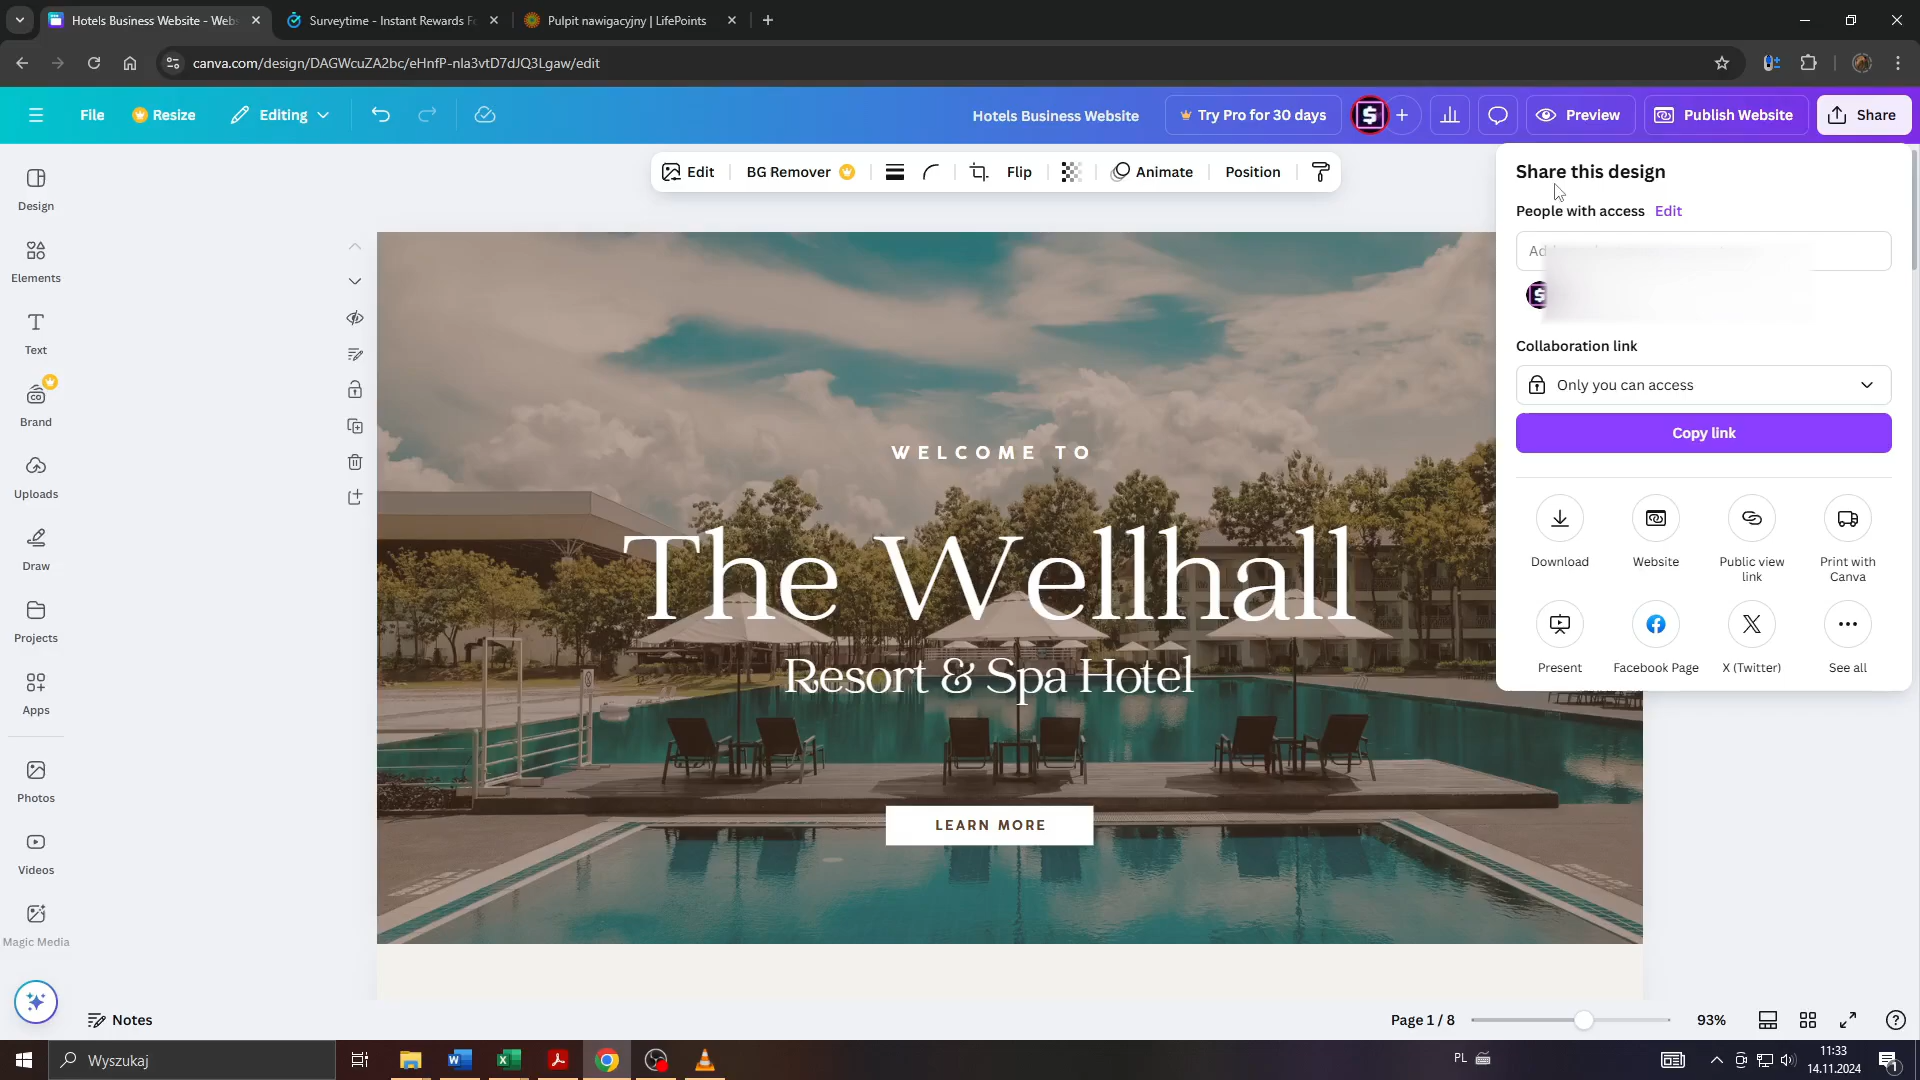 Hotels Business Website - Web
Surveytime - Instant Rewards F
Pulpit nawigacyjny | LifePoints
canva.com/design/DAGWcuZA2bc/eHnfP-nla3vtD7dJQ3Lgaw/edit
File
Resize
Editing
Hotels Business Website
Try Pro for 30 days
Preview
Publish Website
Share
Edit
BG Remover
Flip
Animate
Position
Design
Elements
Text
Brand
Uploads
Draw
Projects
Apps
Photos
Videos
Magic Media
WELCOME TO
The Wellhall
Resort & Spa Hotel
LEARN MORE
Share this design
People with access Edit
Collaboration link
Only you can access
Copy link
Download
Website
Public view
link
Print with
Canva
Present
Facebook Page
X (Twitter)
See all
Notes
Page 1 / 8
93%
Wyszukaj
PL
11:33
14.11.2024